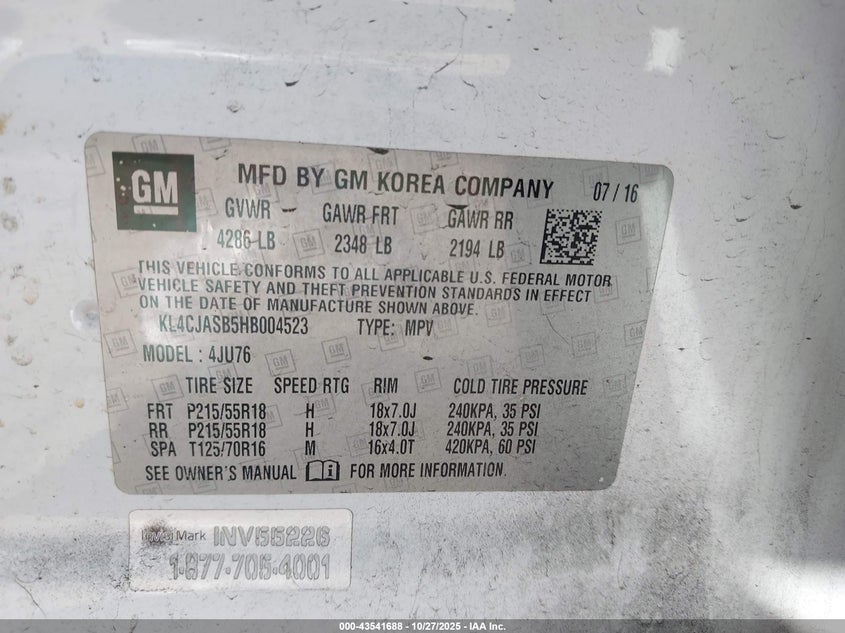 GM
MFD BY GM KOREA COMPANY 07 / 16
GVWR GAWR FRT GAWR RR
4286 LB 2348 LB 2194 LB
THIS VEHICLE CONFORMS TO ALL APPLICABLE U.S. FEDERAL MOTOR
VEHICLE SAFETY AND THEFT PREVENTION STANDARDS IN EFFECT
ON THE DATE OF MANUFACTURE SHOWN ABOVE.
KL4CJASB5HB004523 TYPE: MPV
MODEL : 4JU76
TIRE SIZE SPEED RTG RIM COLD TIRE PRESSURE
FRT P215/55R18 H 18x7.0J 240KPA, 35 PSI
RR P215/55R18 H 18x7.0J 240KPA, 35 PSI
SPA T125/70R16 M 16x4.0T 420KPA, 60 PSI
SEE OWNER'S MANUAL i FOR MORE INFORMATION.
Mark INV55226
1-877-705-4001
000-43541688 | 10/27/2025 | IAA Inc.